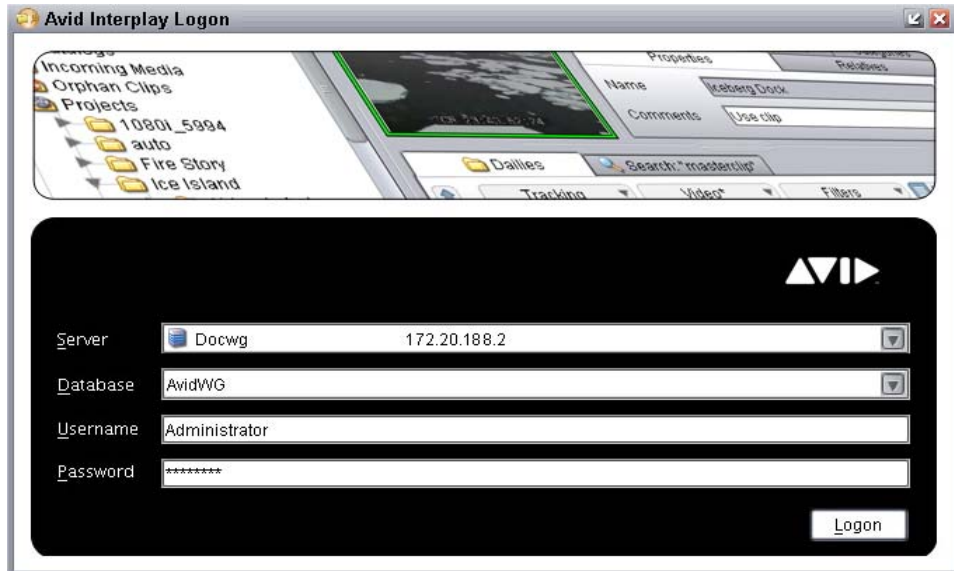 Avid Interplay Logon
Incoming Media
Orphan Clips
Projects
1080i_5994
auto
Fire Story
Ice Island
Properties
Relatives
Name
Iceberg Dock
Comments
Use clip
Dailies
Search: "masterclip"
Tracking
Video*
Filters
AVID
Server
Docwg 172.20.188.2
Database
AvidWG
Username
Administrator
Password
********
Logon